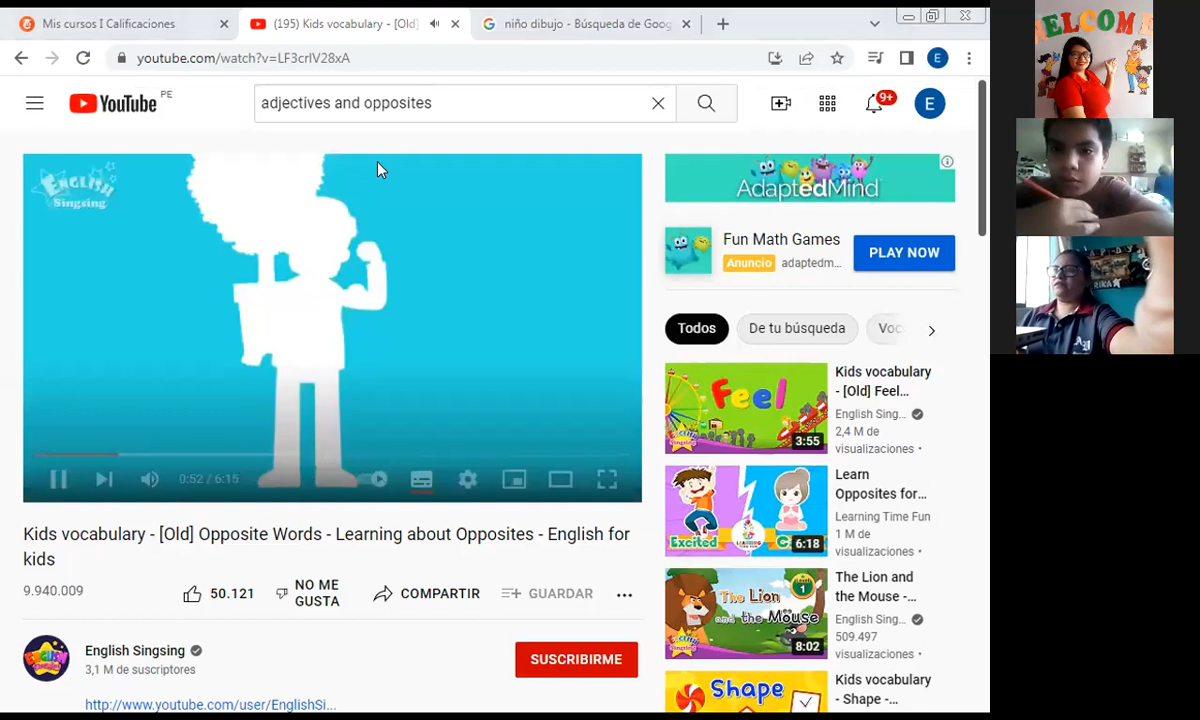 Mis cursos I Calificaciones
(195) Kids vocabulary - [Old]
niño dibujo - Búsqueda de Goog
youtube.com/watch?v=LF3crIV28xA
E
YouTube PE
adjectives and opposites
9+
E
ENGLISH
Singsing
0:52 / 6:15
Kids vocabulary - [Old] Opposite Words - Learning about Opposites - English for
kids
9.940.009
50.121
NO ME
GUSTA
COMPARTIR
GUARDAR
English Singsing
3,1 M de suscriptores
SUSCRIBIRME
http://www.youtube.com/user/EnglishSi...
AdaptedMind
Fun Math Games
Anuncio adaptedm...
PLAY NOW
Todos
De tu búsqueda
Voc
Feel
3:55
Kids vocabulary
- [Old] Feel...
English Sing...
2,4 M de
visualizaciones •
Excited
6:18
Learn
Opposites for...
Learning Time Fun
1 M de
visualizaciones •
The Lion
and the Mouse
1
8:02
The Lion and
the Mouse -...
English Sing...
509.497
visualizaciones •
Shape
Kids vocabulary
- Shape -...
WELCOME